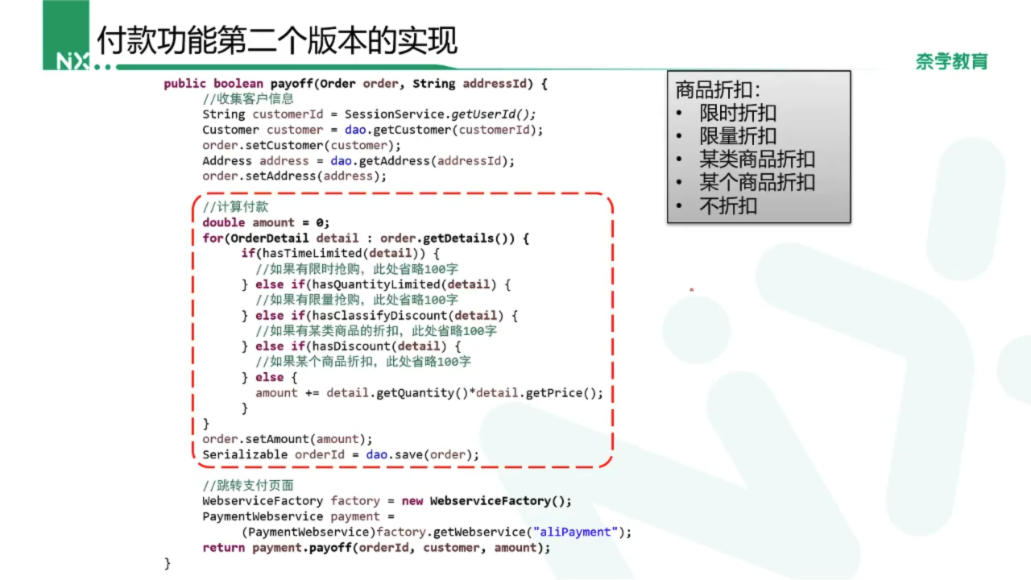 NiX
付款功能第二个版本的实现
奈学教育
public boolean payoff(Order order, String addressId) {
//收集客户信息
String customerId = SessionService.getUserId();
Customer customer = dao.getCustomer(customerId);
order.setCustomer(customer);
Address address = dao.getAddress(addressId);
order.setAddress(address);
//计算付款
double amount = 0;
for(OrderDetail detail : order.getDetails()) {
if(hasTimeLimited(detail)) {
//如果有限时抢购，此处省略100字
} else if(hasQuantityLimited(detail) {
//如果有限量抢购，此处省略100字
} else if(hasClassifyDiscount(detail) {
//如果有某类商品的折扣，此处省略100字
} else if(hasDiscount(detail) {
//如果某个商品折扣，此处省略100字
} else {
amount += detail.getQuantity()*detail.getPrice();
}
}
order.setAmount(amount);
Serializable orderId = dao.save(order);
//跳转支付页面
WebserviceFactory factory = new WebserviceFactory();
PaymentWebservice payment =
(PaymentWebservice)factory.getWebservice("aliPayment");
return payment.payoff(orderId, customer, amount);
}
商品折扣：
• 限时折扣
• 限量折扣
• 某类商品折扣
• 某个商品折扣
• 不折扣